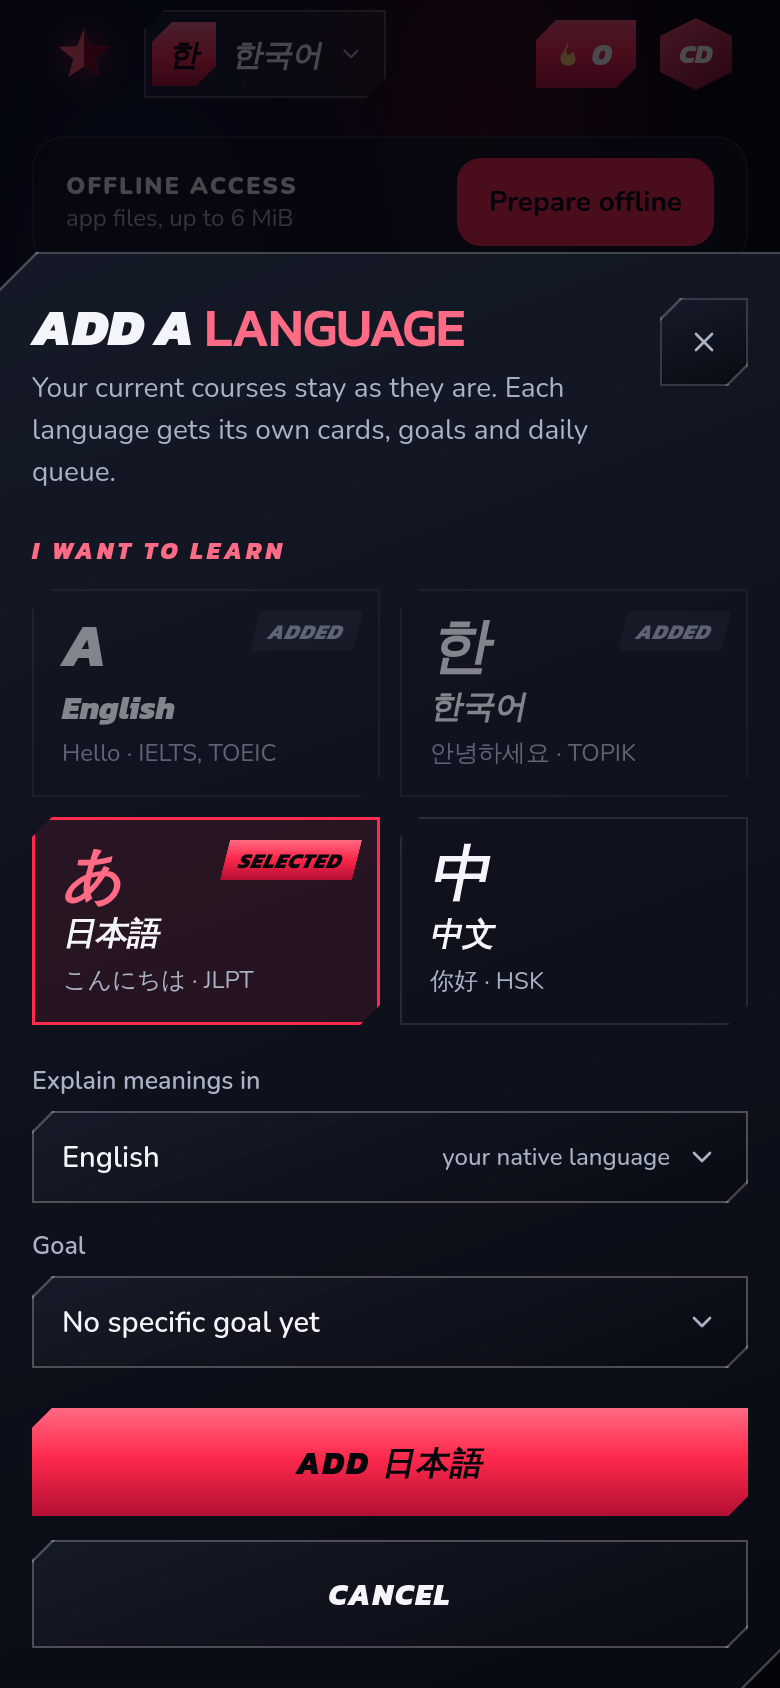 한 한국어
0
CD
OFFLINE ACCESS
app files, up to 6 MiB
Prepare offline
ADD A LANGUAGE
Your current courses stay as they are. Each
language gets its own cards, goals and daily
queue.
I WANT TO LEARN
A
ADDED
English
Hello · IELTS, TOEIC
한
ADDED
한국어
안녕하세요 · TOPIK
あ
SELECTED
日本語
こんにちは · JLPT
中
中文
你好 · HSK
Explain meanings in
English your native language
Goal
No specific goal yet
ADD 日本語
CANCEL